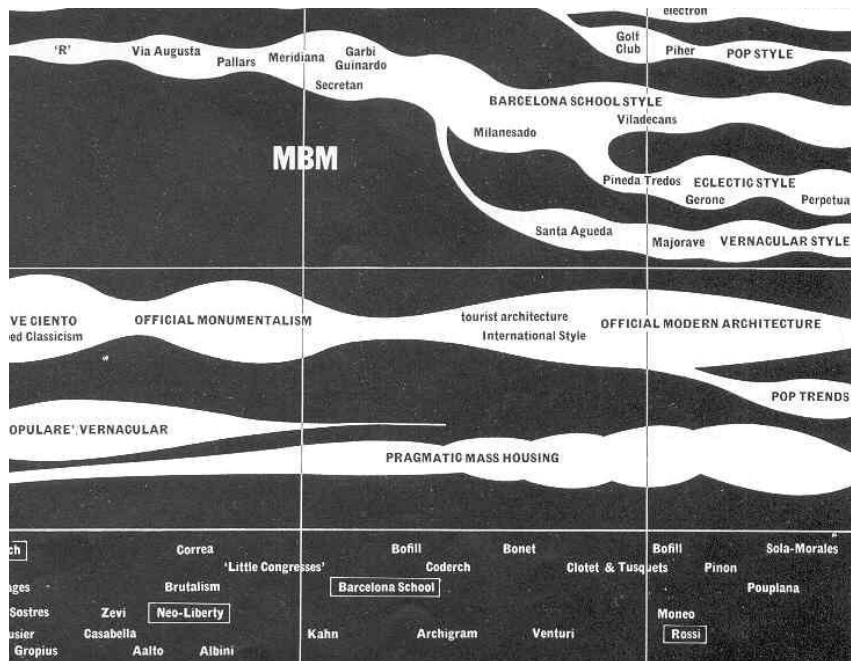 electron
'R'
Via Augusta
Pallars
Meridiana
Garbi
Guinardo
Secretan
Golf
Club
Piher
POP STYLE
BARCELONA SCHOOL STYLE
Milanesado
Viladecans
MBM
Pineda Tredos
ECLECTIC STYLE
Gerone
Perpetua
Santa Agueda
Majorave
VERNACULAR STYLE
VE CIENTO
ed Classicism
OFFICIAL MONUMENTALISM
tourist architecture
International Style
OFFICIAL MODERN ARCHITECTURE
POP TRENDS
OPULARE', VERNACULAR
PRAGMATIC MASS HOUSING
ch
Correa
Bofill
Bonet
Bofill
Sola-Morales
'Little Congresses'
Coderch
Clotet & Tusquets
Pinon
ages
Brutalism
Barcelona School
Pouplana
Sostres
Zevi
Neo-Liberty
Moneo
usier
Casabella
Kahn
Archigram
Venturi
Rossi
Gropius
Aalto
Albini